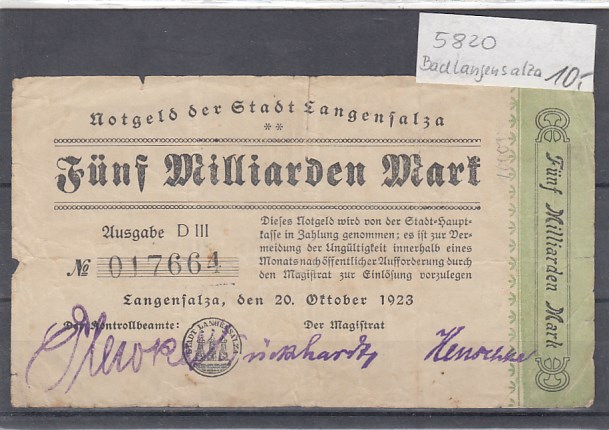 5820
Bad Langensalza 10,-
Notgeld der Stadt Langensalza
**
Fünf Milliarden Mark
Ausgabe D III
№ 017664
Dieses Notgeld wird von der Stadt-Haupt-
kasse in Zahlung genommen; es ist zur Ver-
meidung der Ungültigkeit innerhalb eines
Monats nach öffentlicher Aufforderung durch
den Magistrat zur Einlösung vorzulegen
Langensalza, den 20. Oktober 1923
Der Kontrollbeamte:
Der Magistrat
STADT LANGENSALZA
Fünf Milliarden Mark